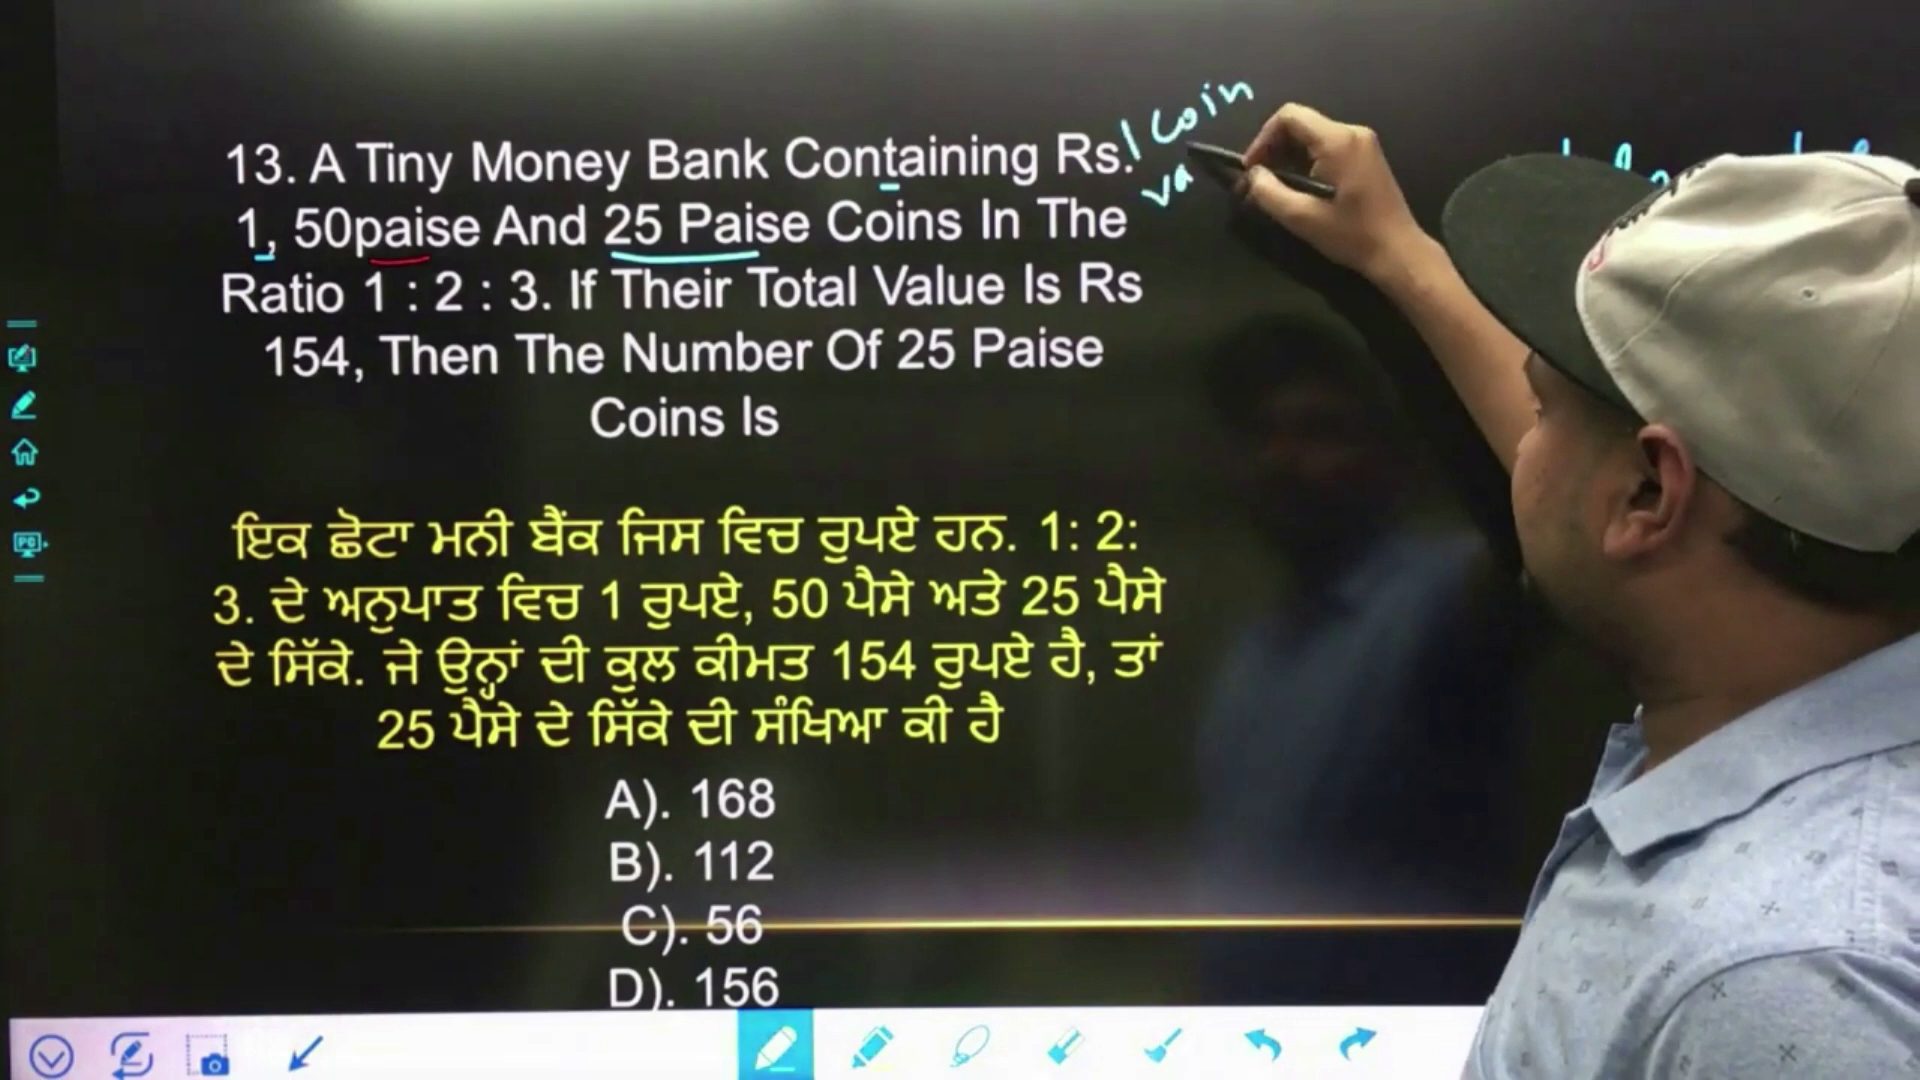 13. A Tiny Money Bank Containing Rs.
1, 50paise And 25 Paise Coins In The
Ratio 1 : 2 : 3. If Their Total Value Is Rs
154, Then The Number Of 25 Paise
Coins Is
1 Coin
va
ਇਕ ਛੋਟਾ ਮਨੀ ਬੈਂਕ ਜਿਸ ਵਿਚ ਰੁਪਏ ਹਨ. 1: 2:
3. ਦੇ ਅਨੁਪਾਤ ਵਿਚ 1 ਰੁਪਏ, 50 ਪੈਸੇ ਅਤੇ 25 ਪੈਸੇ
ਦੇ ਸਿੱਕੇ. ਜੇ ਉਨ੍ਹਾਂ ਦੀ ਕੁਲ ਕੀਮਤ 154 ਰੁਪਏ ਹੈ, ਤਾਂ
25 ਪੈਸੇ ਦੇ ਸਿੱਕੇ ਦੀ ਸੰਖਿਆ ਕੀ ਹੈ
A). 168
B). 112
C). 56
D). 156